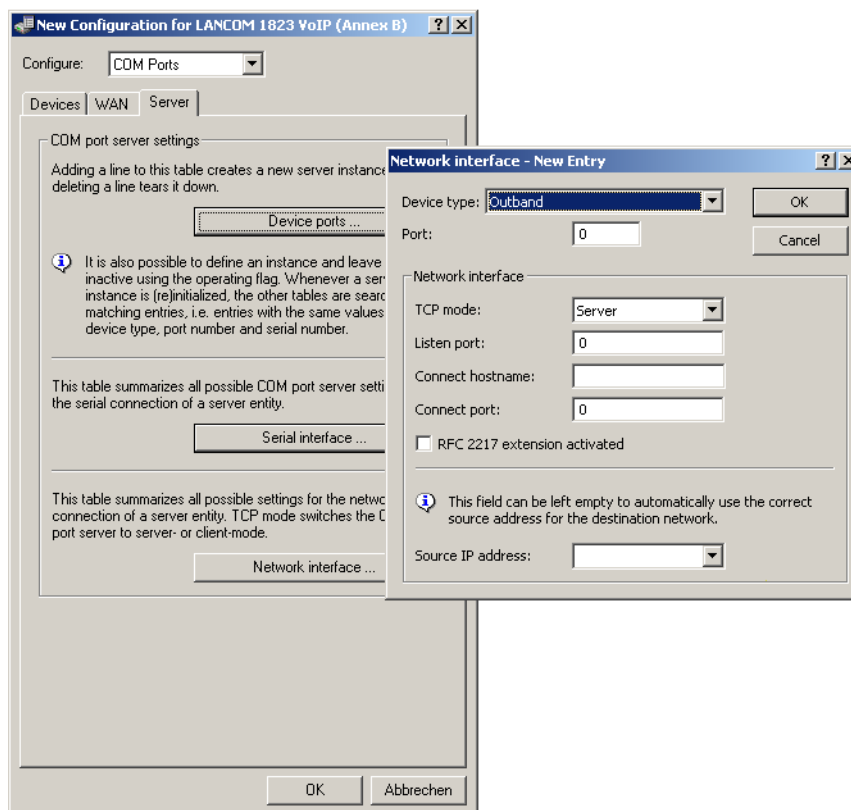 New Configuration for LANCOM 1823 VoIP (Annex B)
Configure: COM Ports
Devices WAN Server
COM port server settings
Adding a line to this table creates a new server instance
deleting a line tears it down.
Device ports ...
It is also possible to define an instance and leave
inactive using the operating flag. Whenever a
instance is (re)initialized, the other tables are
matching entries, i.e. entries with the same values
device type, port number and serial number.
This table summarizes all possible COM port server
the serial connection of a server entity.
Serial interface ...
This table summarizes all possible settings for the
connection of a server entity. TCP mode switches the
port server to server- or client-mode.
Network interface ...
OK Abbrechen
Network interface - New Entry
Device type: Outband
OK
Port: 0
Cancel
Network interface
TCP mode: Server
Listen port: 0
Connect hostname:
Connect port: 0
RFC 2217 extension activated
This field can be left empty to automatically use the correct
source address for the destination network.
Source IP address: